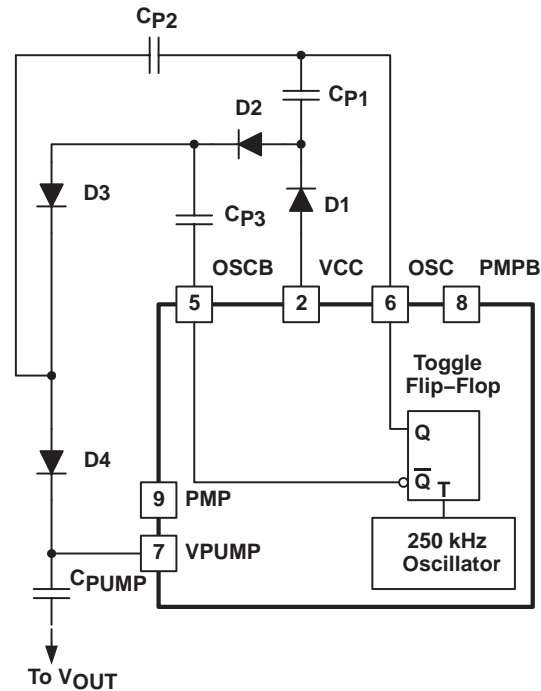 CP2
CP1
D2
D3
D1
CP3
OSCB
VCC
OSC
PMPB
5
2
6
8
Toggle
Flip–Flop
Q
Q̅
T
D4
9
PMP
7
VPUMP
250 kHz
Oscillator
CPUMP
To VOUT